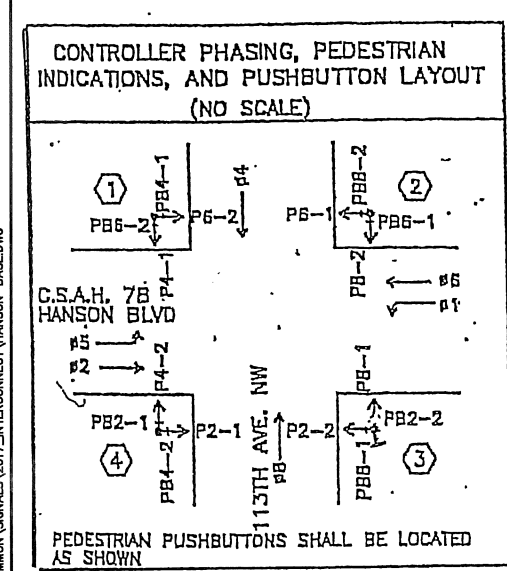 CONTROLLER PHASING, PEDESTRIAN
INDICATIONS, AND PUSHBUTTON LAYOUT
(NO SCALE)
1
PB4-1
PB6-2
P6-2
P4-1
ø4
2
PB8-2
P6-1
PB6-1
P8-2
C.S.A.H. 78
HANSON BLVD
ø6
ø1
ø5
ø2
P4-2
P8-1
PB2-1
P2-1
PB4-2
4
113TH AVE. NW
ø8
P2-2
PB2-2
PB8-1
3
PEDESTRIAN PUSHBUTTONS SHALL BE LOCATED
AS SHOWN